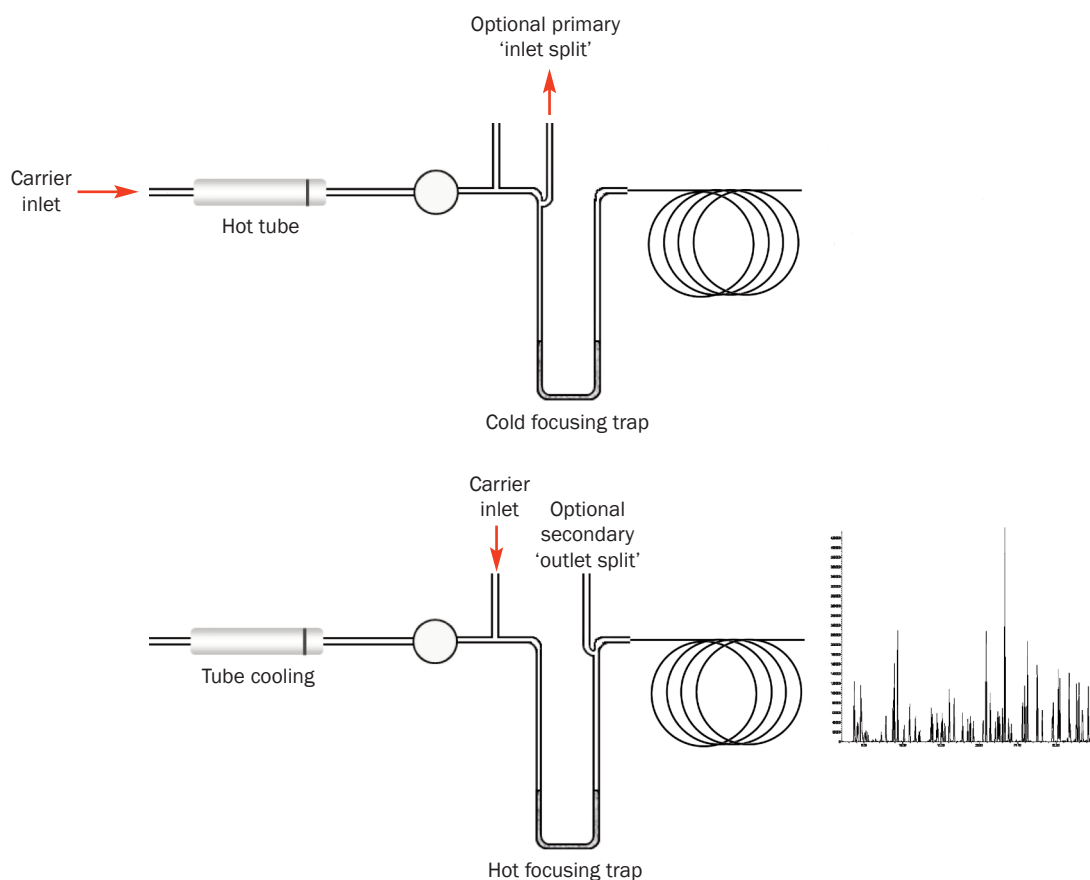 Optional primary
‘inlet split’
Carrier
inlet
Hot tube
Cold focusing trap
Carrier
inlet
Optional
secondary
‘outlet split’
Tube cooling
Hot focusing trap